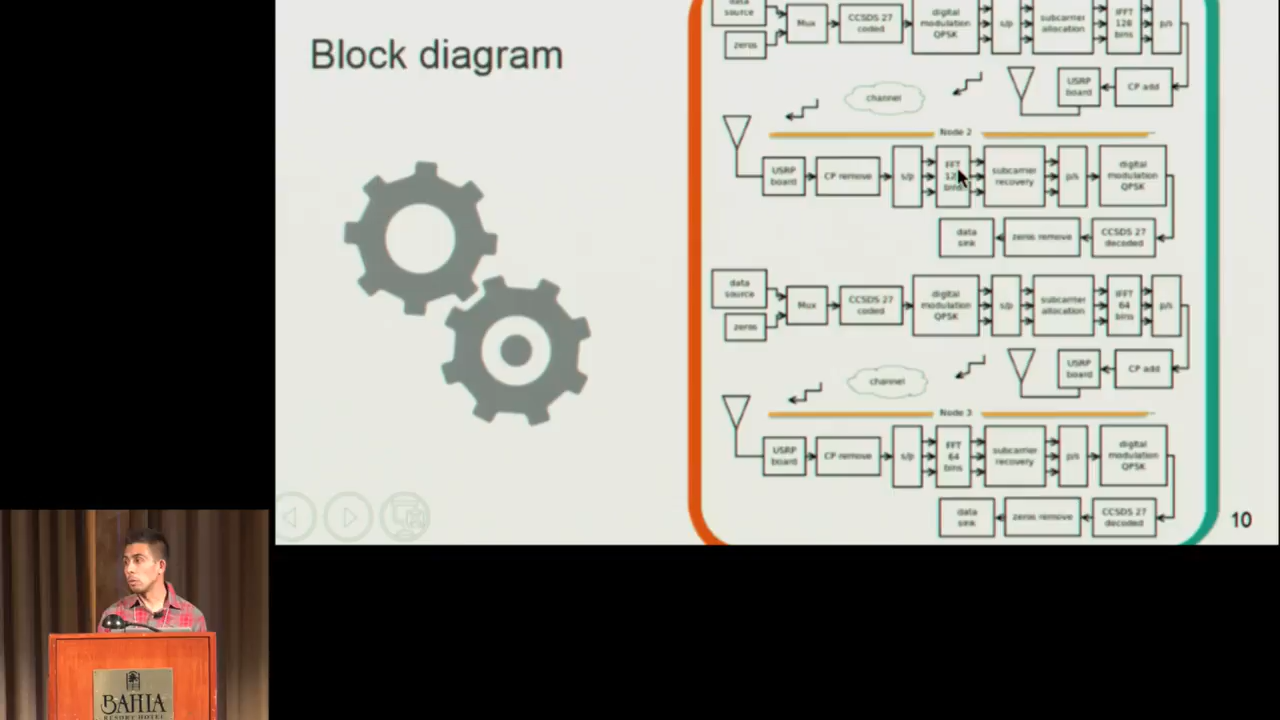 Block diagram
data
source
zeros
Mux
CCSDS 27
coded
digital
modulation
QPSK
s/p
subcarrier
allocation
IFFT
128
bins
p/s
CP add
USRP
board
channel
Node 2
USRP
board
CP remove
s/p
FFT
bins
subcarrier
recovery
p/s
digital
modulation
QPSK
CCSDS 27
decoded
zeros remove
data
sink
data
source
zeros
Mux
CCSDS 27
coded
digital
modulation
QPSK
s/p
subcarrier
allocation
IFFT
64
bins
p/s
CP add
USRP
board
channel
Node 3
USRP
board
CP remove
s/p
FFT
64
bins
subcarrier
recovery
p/s
digital
modulation
QPSK
CCSDS 27
decoded
zeros remove
data
sink
10
BAHIA
RESORT HOTEL